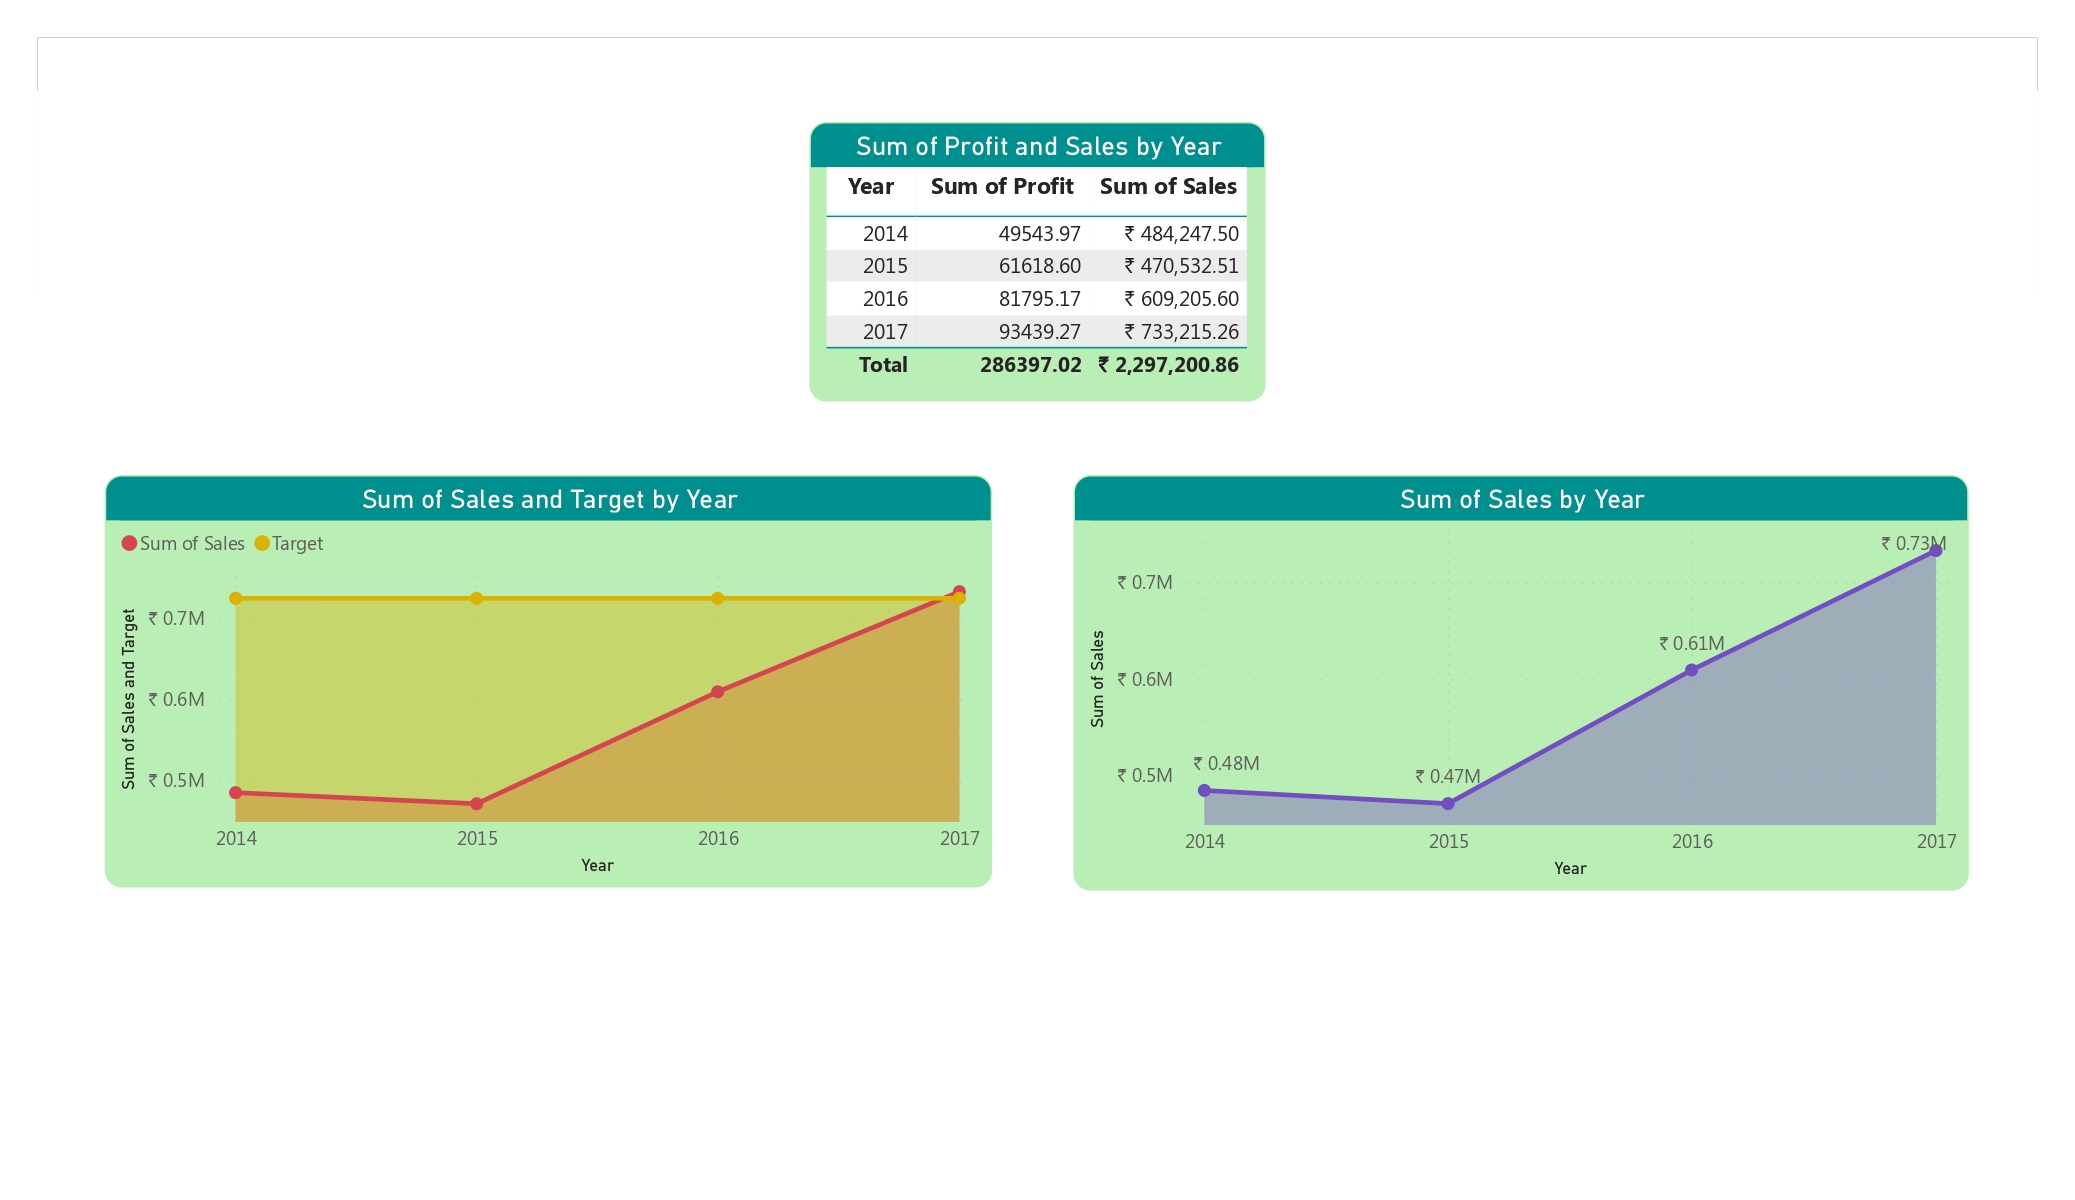 Sum of Profit and Sales by Year
Year Sum of Profit Sum of Sales
2014 49543.97 ₹ 484,247.50
2015 61618.60 ₹ 470,532.51
2016 81795.17 ₹ 609,205.60
2017 93439.27 ₹ 733,215.26
Total 286397.02 ₹ 2,297,200.86
Sum of Sales and Target by Year
Sum of Sales Target
Sum of Sales and Target
₹ 0.7M
₹ 0.6M
₹ 0.5M
2014 2015 2016 2017
Year
Sum of Sales by Year
Sum of Sales
₹ 0.7M
₹ 0.6M
₹ 0.5M
₹ 0.48M
₹ 0.47M
₹ 0.61M
₹ 0.73M
2014 2015 2016 2017
Year